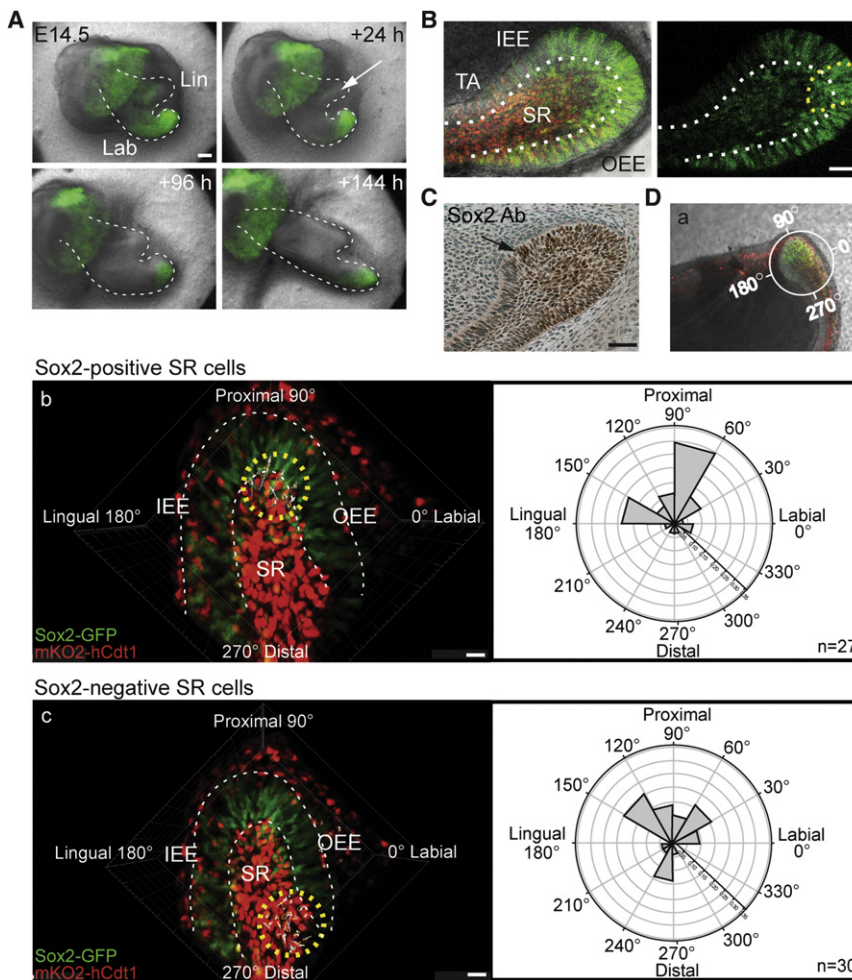 A
E14.5
+24 h
Lin
Lab
+96 h
+144 h
B
IEE
TA
SR
OEE
C
Sox2 Ab
D
a
90°
0
180°
270°
Sox2-positive SR cells
b
Proximal 90°
IEE
OEE
Lingual 180°
0° Labial
SR
Sox2-GFP
mKO2-hCdt1
270° Distal
Proximal
90°
120°
60°
150°
30°
Lingual
180°
Labial
0°
210°
330°
240°
300°
270°
Distal
n=27
Sox2-negative SR cells
c
Proximal 90°
IEE
OEE
Lingual 180°
0° Labial
SR
Sox2-GFP
mKO2-hCdt1
270° Distal
Proximal
90°
120°
60°
150°
30°
Lingual
180°
Labial
0°
210°
330°
240°
300°
270°
Distal
n=30